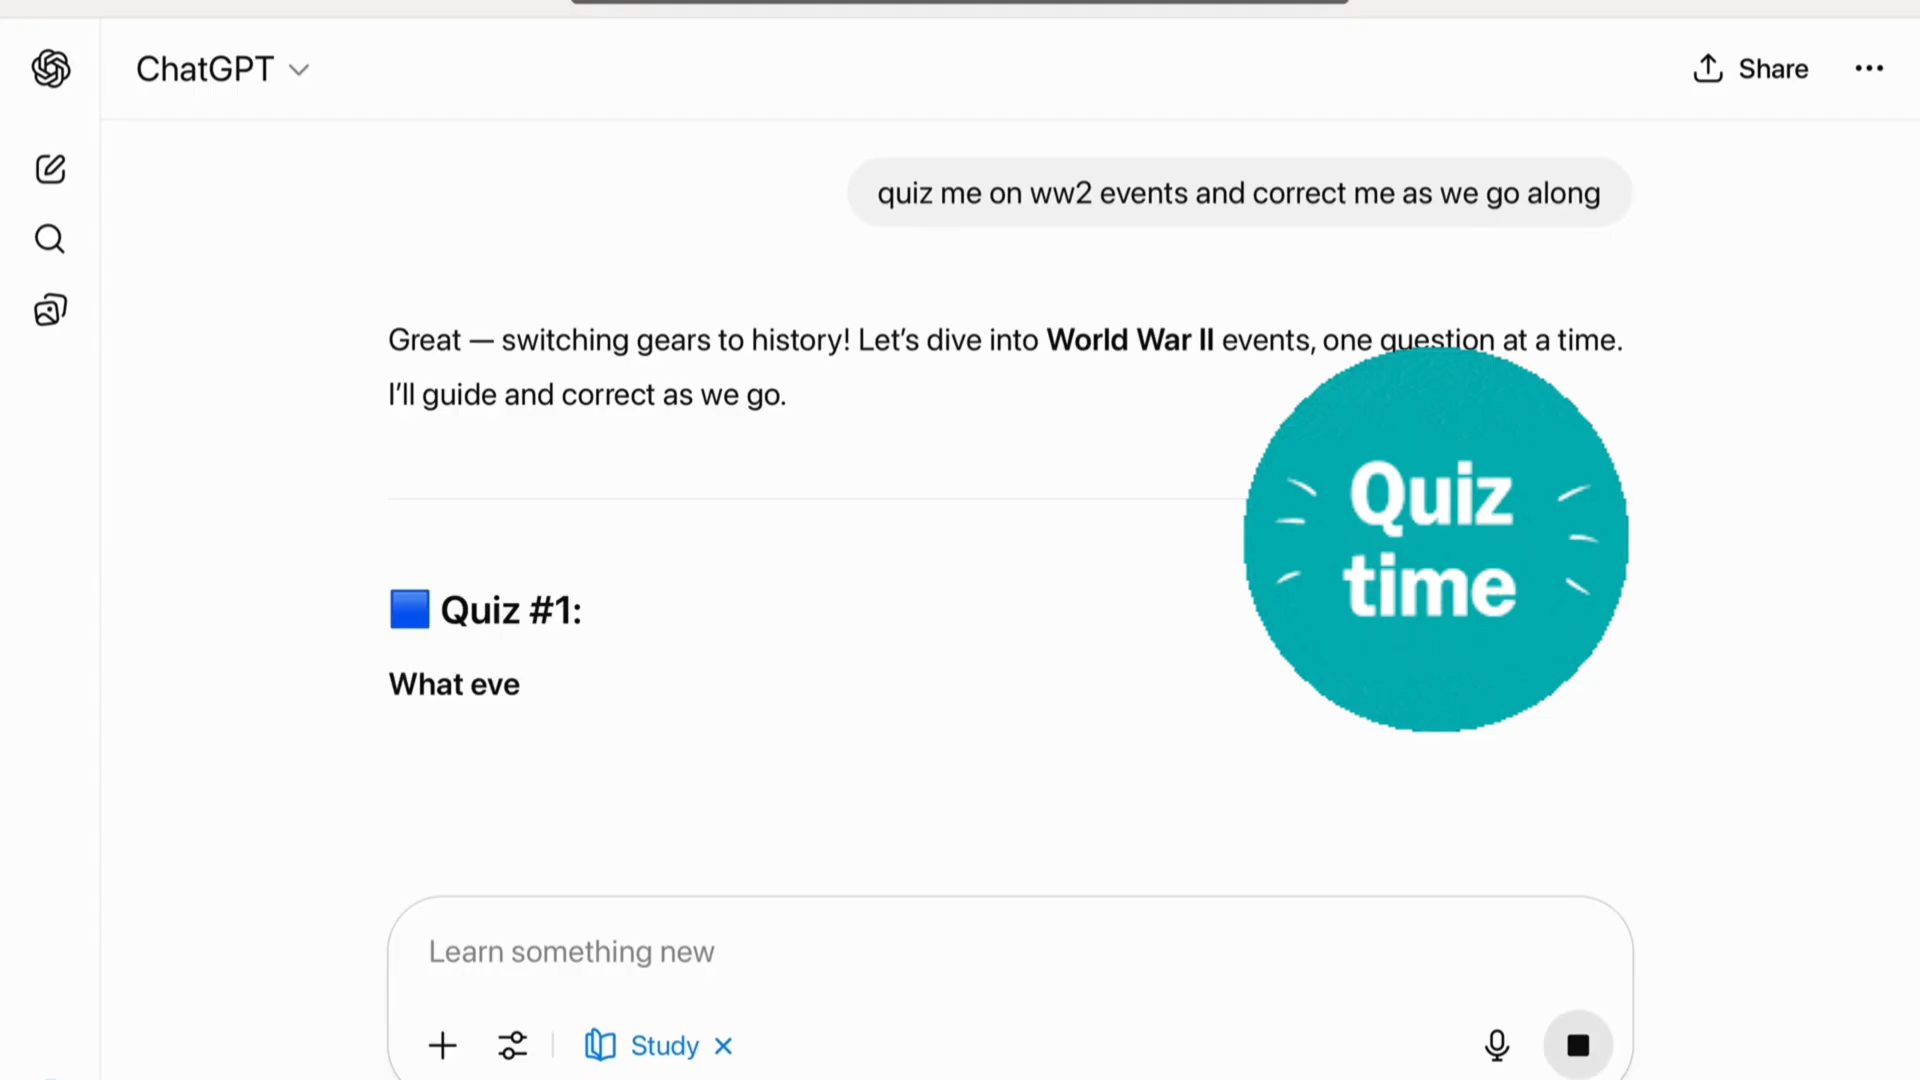 ChatGPT
Share
quiz me on ww2 events and correct me as we go along
Great — switching gears to history! Let’s dive into World War II events, one question at a time.
I’ll guide and correct as we go.
Quiz
time
Quiz #1:
What eve
Learn something new
Study